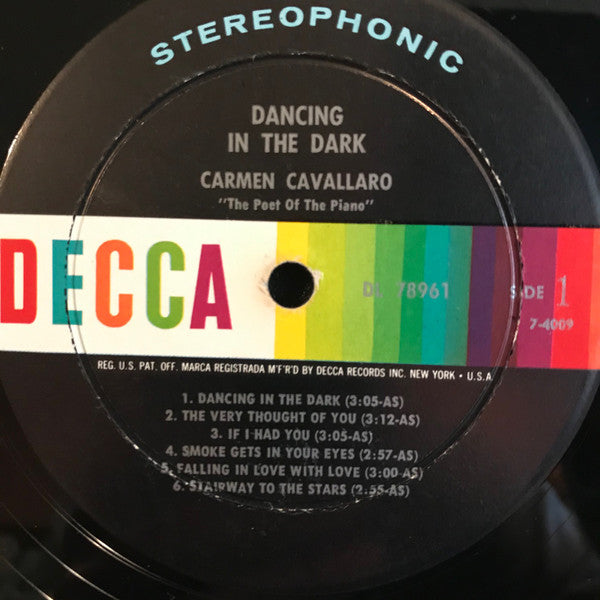 STEREOPHONIC
DANCING
IN THE DARK
CARMEN CAVALLARO
"The Poet Of The Piano"
DECCA
DL 78961
SIDE 1
7-4009
REG. U.S. PAT. OFF. MARCA REGISTRADA M'F'R'D BY DECCA RECORDS INC. NEW YORK • U.S.A
1. DANCING IN THE DARK (3:05-AS)
2. THE VERY THOUGHT OF YOU (3:12-AS)
3. IF I HAD YOU (3:05-AS)
4. SMOKE GETS IN YOUR EYES (2:57-AS)
5. FALLING IN LOVE WITH LOVE (3:00-AS)
6. STAIRWAY TO THE STARS (2:55-AS)